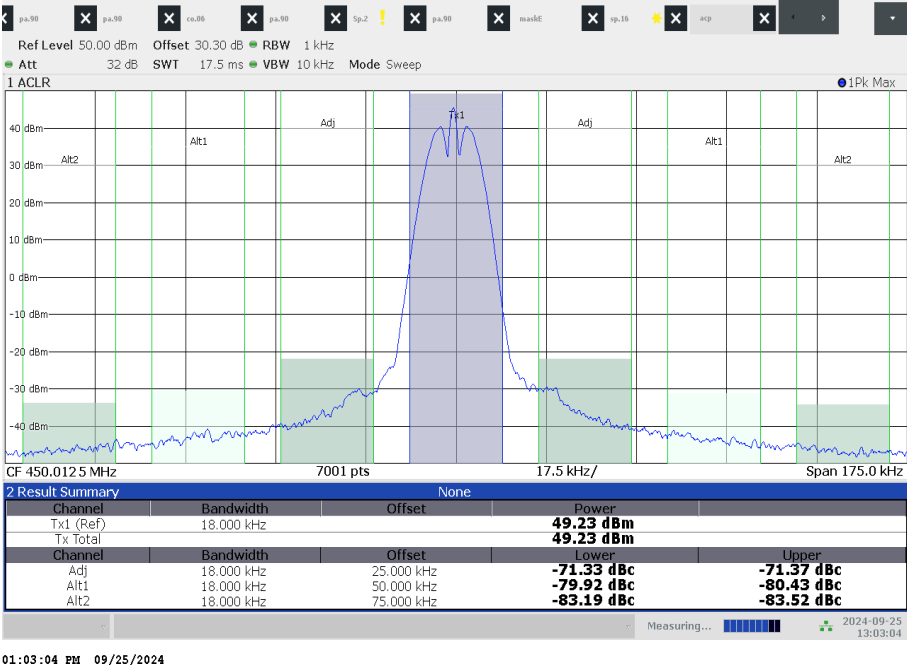 pa.90 pa.90 co.86 pa.90 Sp.2 pa.90 maskE sp.16 acp
Ref Level 50.00 dBm Offset 30.30 dB RBW 1 kHz
Att 32 dB SWT 17.5 ms VBW 10 kHz Mode Sweep
1 ACLR 1Pk Max
Tx1
Adj Adj
40 dBm
Alt1 Alt1
Alt2 Alt2
30 dBm
20 dBm
10 dBm
0 dBm
-10 dBm
-20 dBm
-30 dBm
-40 dBm
CF 450.0125 MHz 7001 pts 17.5 kHz/ Span 175.0 kHz
2 Result Summary None
Channel Bandwidth Offset Power
Tx1 (Ref) 18.000 kHz 49.23 dBm
Tx Total 49.23 dBm
Channel Bandwidth Offset Lower Upper
Adj 18.000 kHz 25.000 kHz -71.33 dBc -71.37 dBc
Alt1 18.000 kHz 50.000 kHz -79.92 dBc -80.43 dBc
Alt2 18.000 kHz 75.000 kHz -83.19 dBc -83.52 dBc
Measuring... 2024-09-25
13:03:04
01:03:04 PM 09/25/2024